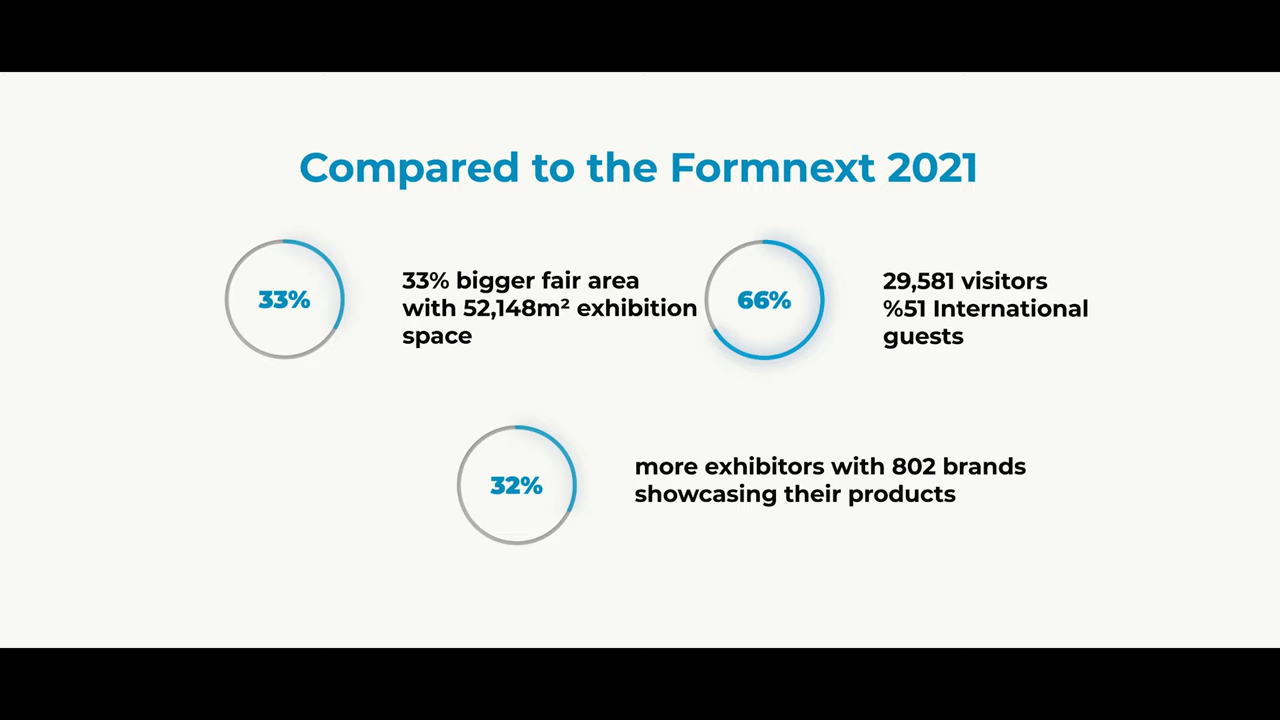 Compared to the Formnext 2021
33%
33% bigger fair area
with 52,148m² exhibition
space
66%
29,581 visitors
%51 International
guests
32%
more exhibitors with 802 brands
showcasing their products